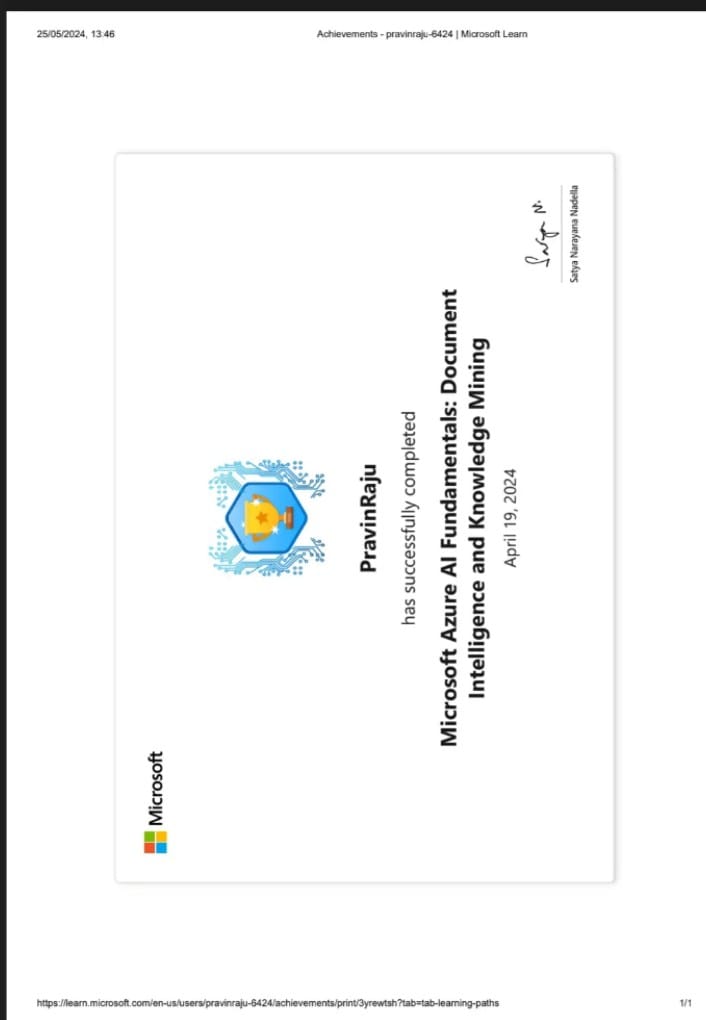 25/05/2024, 13:46
Achievements - pravinraju-6424 | Microsoft Learn
Microsoft
PravinRaju
has successfully completed
Microsoft Azure AI Fundamentals: Document
Intelligence and Knowledge Mining
April 19, 2024
Satya N.
Satya Narayana Nadella
https://learn.microsoft.com/en-us/users/pravinraju-6424/achievements/print/3yrewtsh?tab=tab-learning-paths
1/1